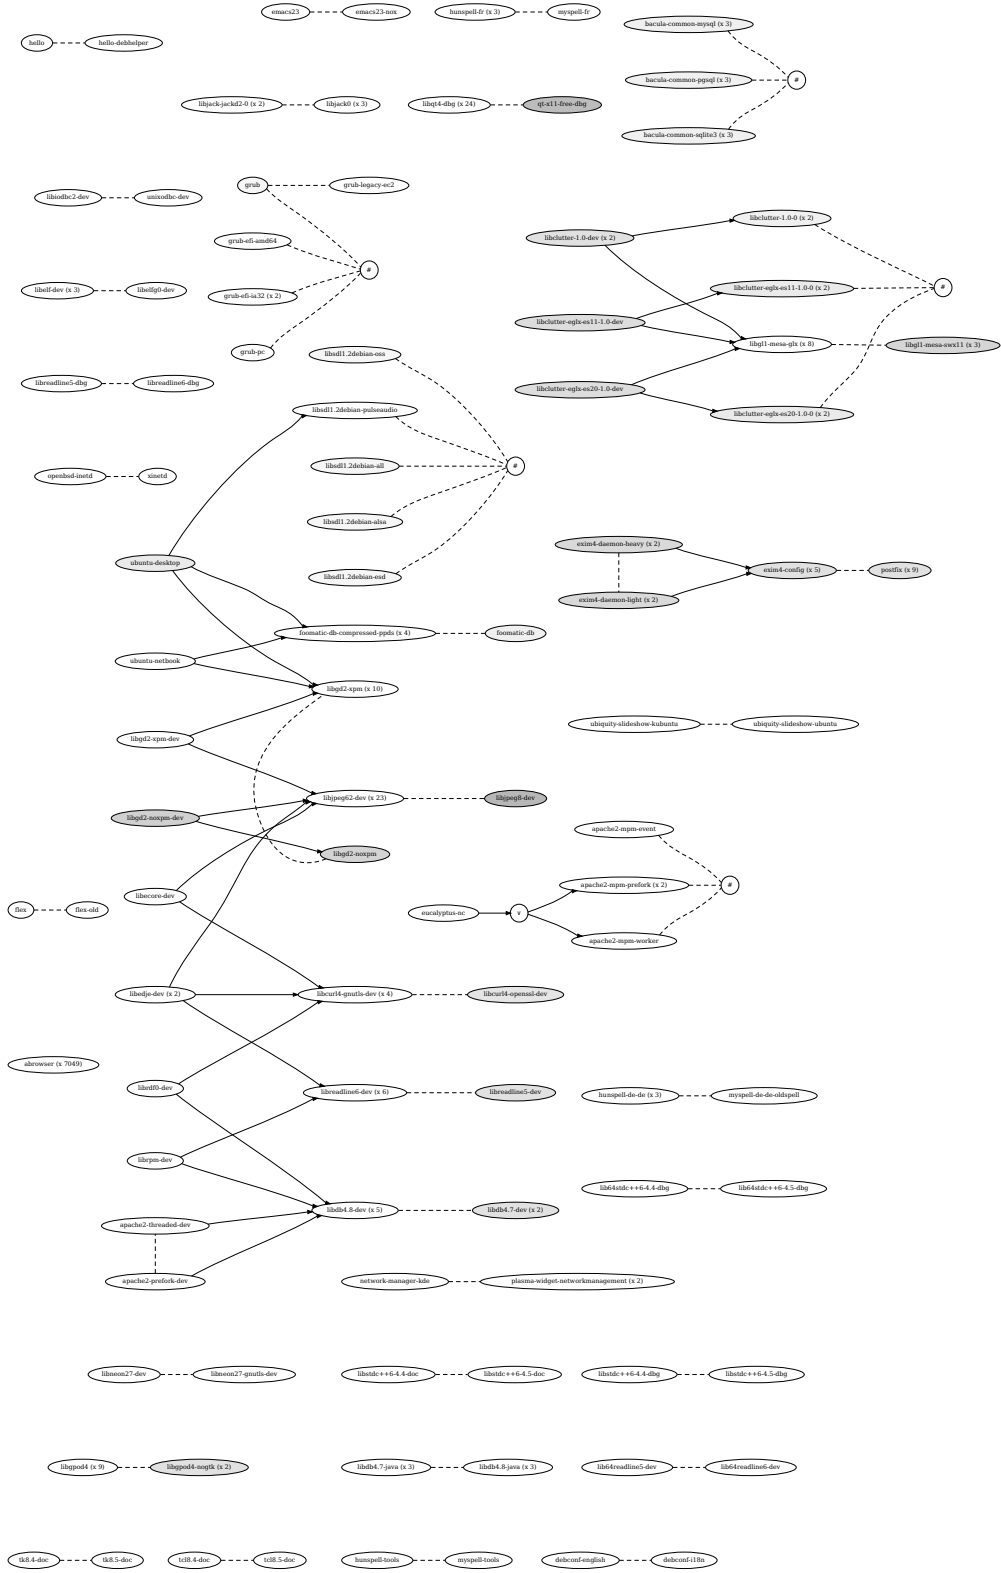 emacs23
emacs23-nox
hunspell-fr (x 3)
myspell-fr
bacula-common-mysql (x 3)
hello
hello-debhelper
bacula-common-pgsql (x 3)
#
libjack-jackd2-0 (x 2)
libjack0 (x 3)
libqt4-dbg (x 24)
qt-x11-free-dbg
bacula-common-sqlite3 (x 3)
grub
grub-legacy-ec2
libiodbc2-dev
unixodbc-dev
libclutter-1.0-0 (x 2)
grub-efi-amd64
libclutter-1.0-dev (x 2)
#
libelf-dev (x 3)
libelfg0-dev
grub-efi-ia32 (x 2)
libclutter-eglx-es11-1.0-0 (x 2)
#
libclutter-eglx-es11-1.0-dev
grub-pc
libsdl1.2debian-oss
libgl1-mesa-glx (x 8)
libgl1-mesa-swx11 (x 3)
libreadline5-dbg
libreadline6-dbg
libclutter-eglx-es20-1.0-dev
libsdl1.2debian-pulseaudio
libclutter-eglx-es20-1.0-0 (x 2)
openbsd-inetd
xinetd
libsdl1.2debian-all
#
libsdl1.2debian-alsa
ubuntu-desktop
libsdl1.2debian-esd
exim4-daemon-heavy (x 2)
exim4-config (x 5)
postfix (x 9)
exim4-daemon-light (x 2)
foomatic-db-compressed-ppds (x 4)
foomatic-db
ubuntu-netbook
libgd2-xpm (x 10)
ubiquity-slideshow-kubuntu
ubiquity-slideshow-ubuntu
libgd2-xpm-dev
libjpeg62-dev (x 23)
libjpeg8-dev
libgd2-noxpm-dev
apache2-mpm-event
libgd2-noxpm
libecore-dev
apache2-mpm-prefork (x 2)
#
flex
flex-old
eucalyptus-nc
v
apache2-mpm-worker
libedje-dev (x 2)
libcurl4-gnutls-dev (x 4)
libcurl4-openssl-dev
abrowser (x 7049)
librdf0-dev
libreadline6-dev (x 6)
libreadline5-dev
hunspell-de-de (x 3)
myspell-de-de-oldspell
librpm-dev
lib64stdc++6-4.4-dbg
lib64stdc++6-4.5-dbg
apache2-threaded-dev
libdb4.8-dev (x 5)
libdb4.7-dev (x 2)
apache2-prefork-dev
network-manager-kde
plasma-widget-networkmanagement (x 2)
libneon27-dev
libneon27-gnutls-dev
libstdc++6-4.4-doc
libstdc++6-4.5-doc
libstdc++6-4.4-dbg
libstdc++6-4.5-dbg
libgpod4 (x 9)
libgpod4-nogtk (x 2)
libdb4.7-java (x 3)
libdb4.8-java (x 3)
lib64readline5-dev
lib64readline6-dev
tk8.4-doc
tk8.5-doc
tcl8.4-doc
tcl8.5-doc
hunspell-tools
myspell-tools
debconf-english
debconf-i18n